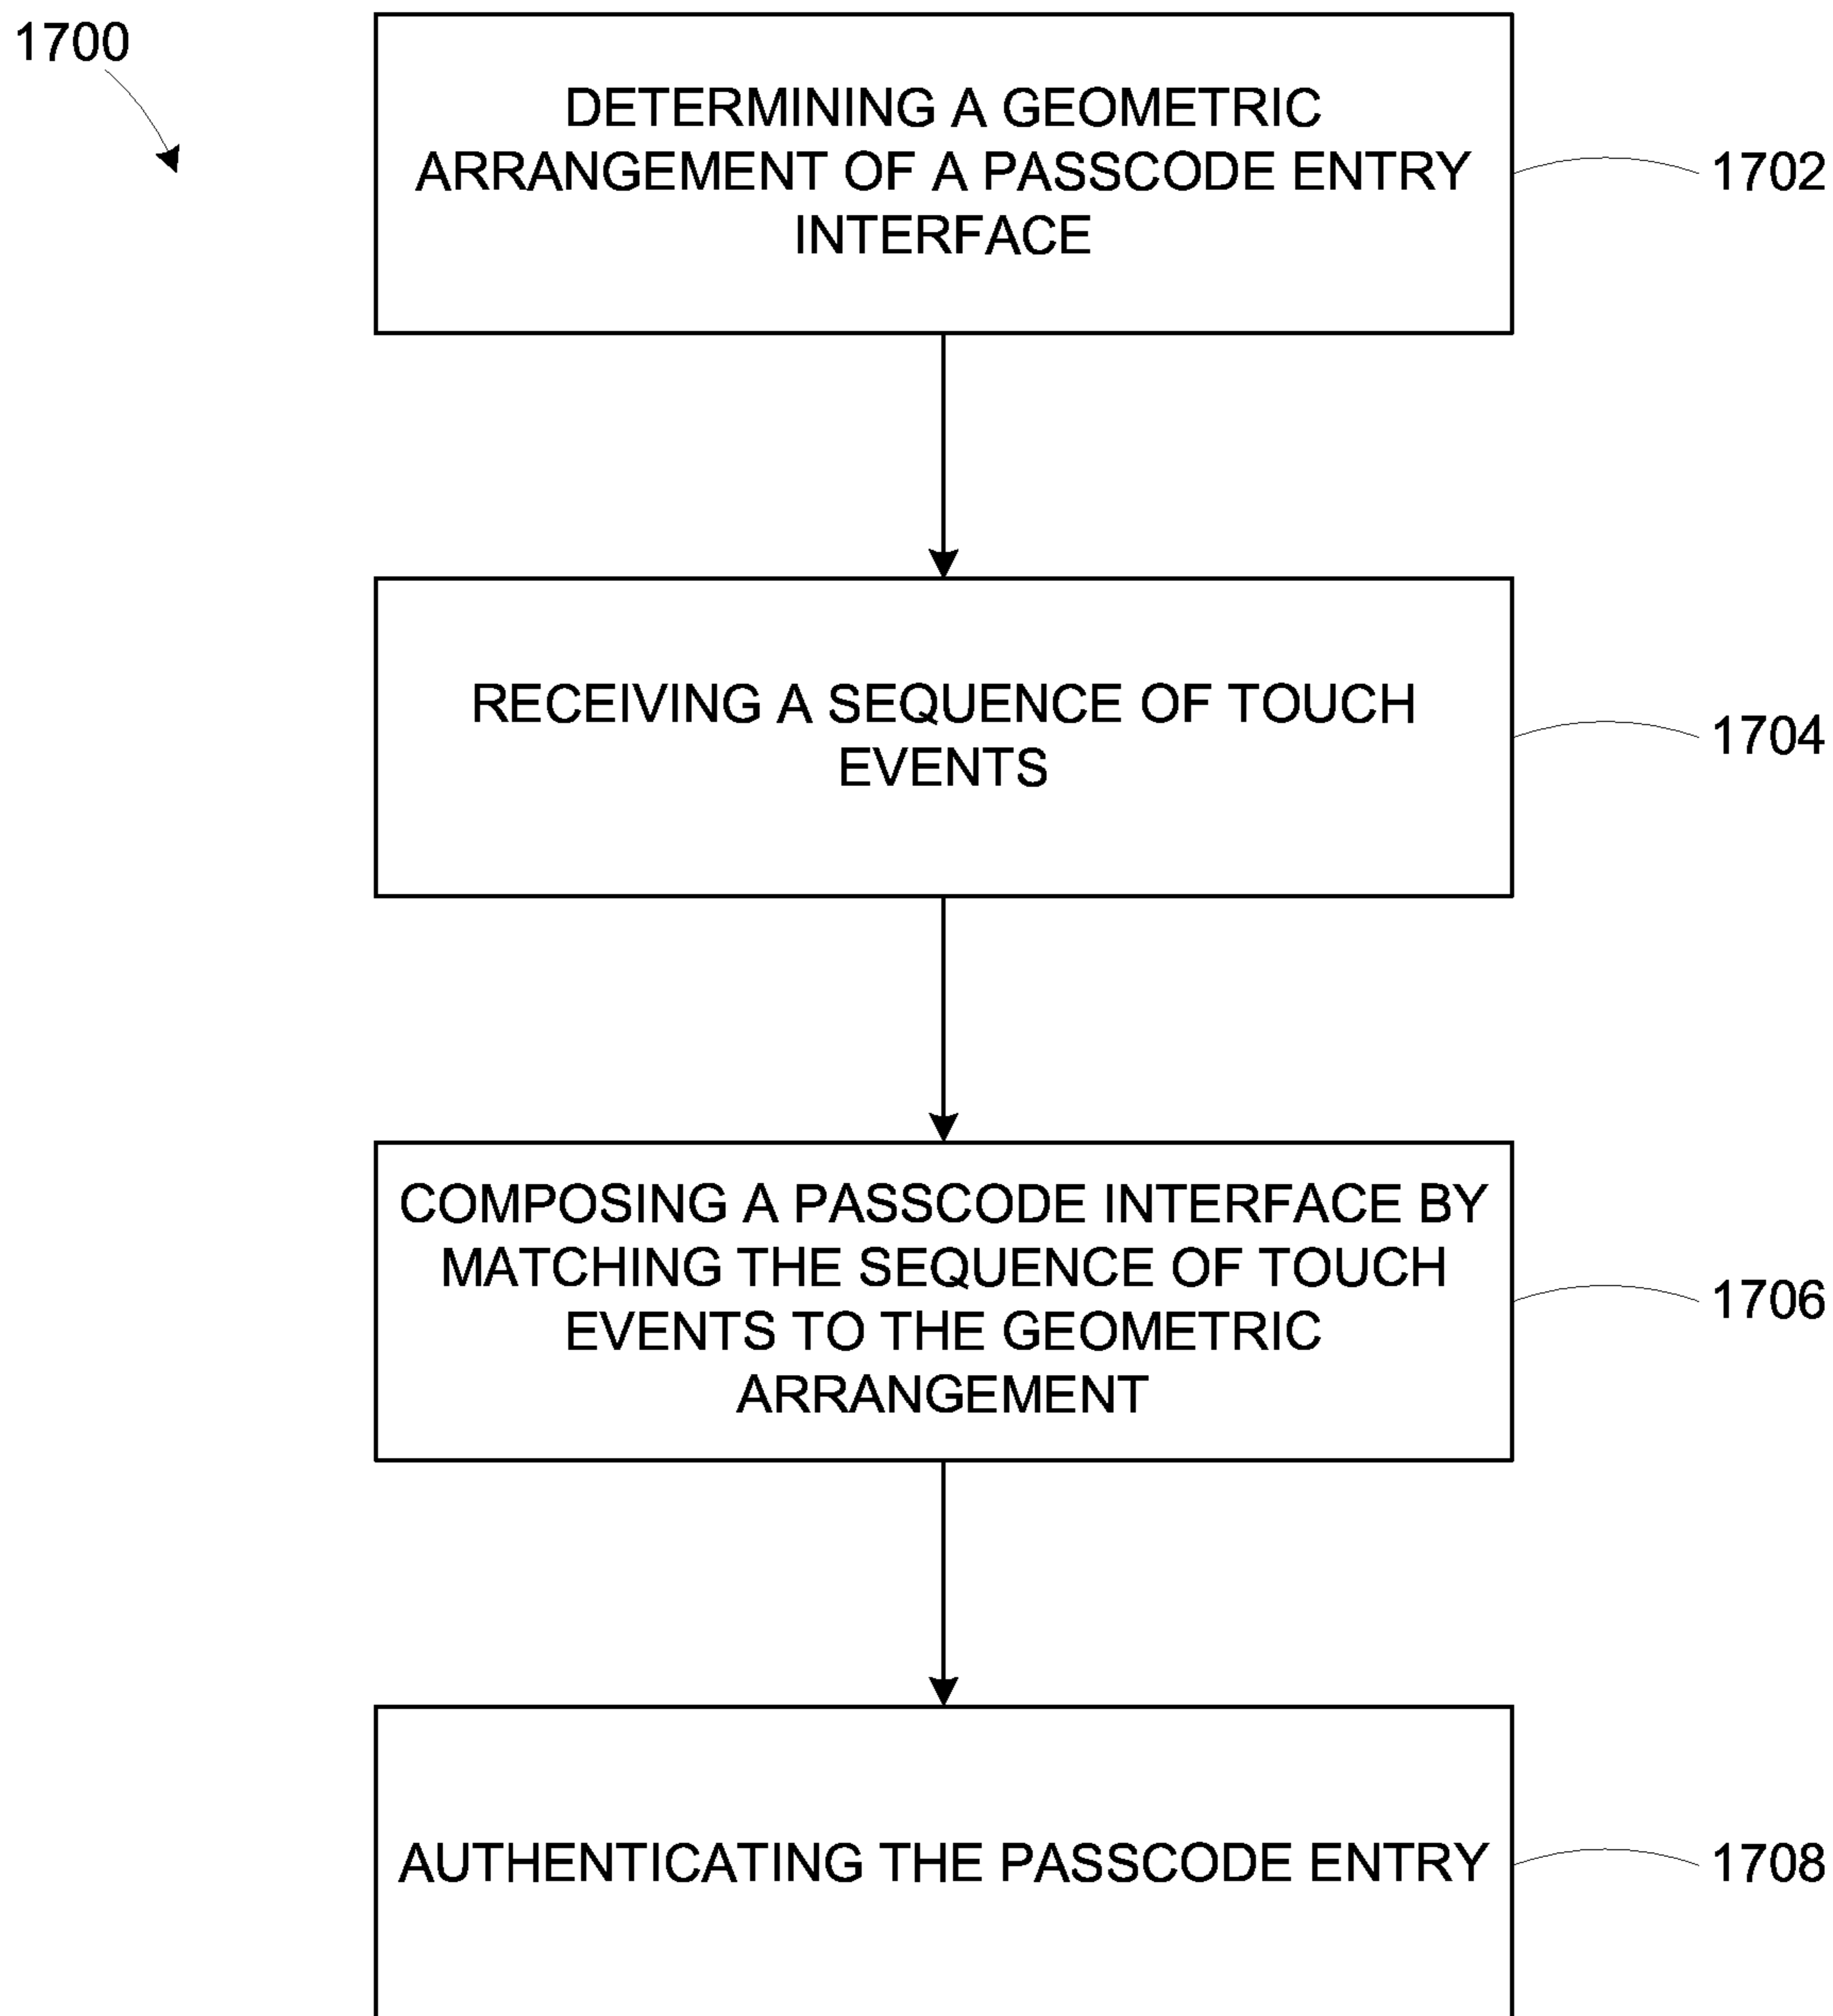 1700
DETERMINING A GEOMETRIC
ARRANGEMENT OF A PASSCODE ENTRY
INTERFACE
1702
RECEIVING A SEQUENCE OF TOUCH
EVENTS
1704
COMPOSING A PASSCODE INTERFACE BY
MATCHING THE SEQUENCE OF TOUCH
EVENTS TO THE GEOMETRIC
ARRANGEMENT
1706
AUTHENTICATING THE PASSCODE ENTRY
1708